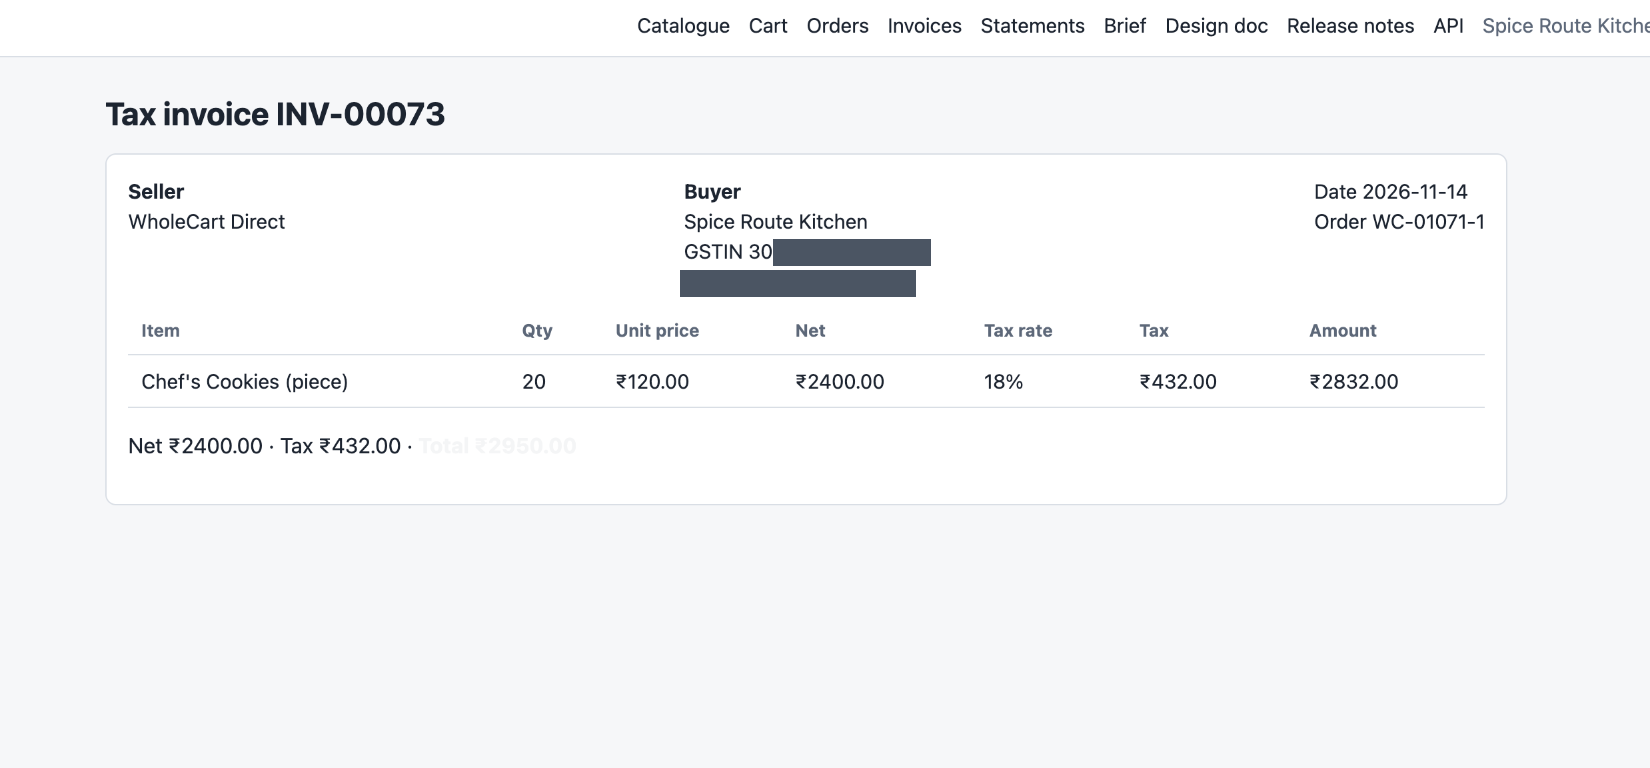 Catalogue Cart Orders Invoices Statements Brief Design doc Release notes API Spice Route Kitche
Tax invoice INV-00073
Seller
WholeCart Direct
Buyer
Spice Route Kitchen
GSTIN 30
Date 2026-11-14
Order WC-01071-1
Item Qty Unit price Net Tax rate Tax Amount
Chef's Cookies (piece) 20 ₹120.00 ₹2400.00 18% ₹432.00 ₹2832.00
Net ₹2400.00 · Tax ₹432.00 · Total ₹2950.00